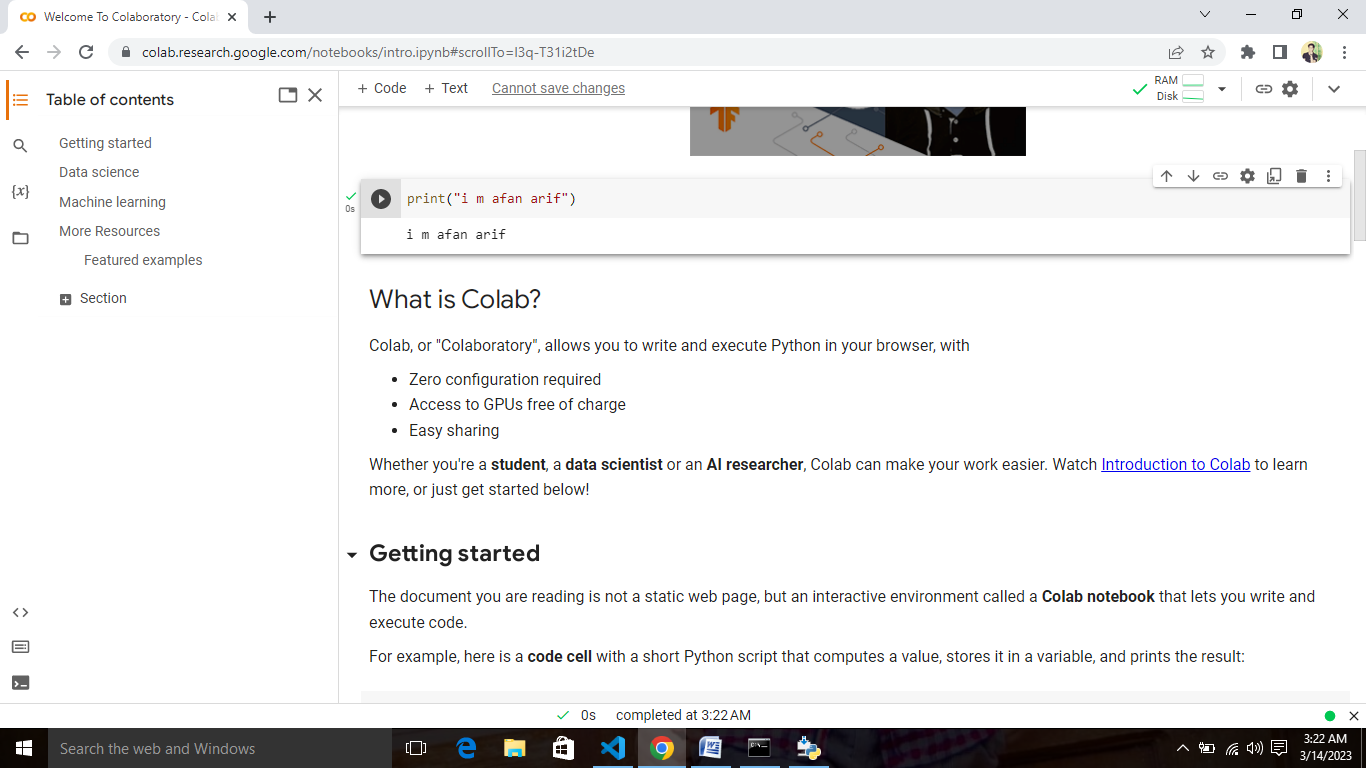 Welcome To Colaboratory - Cola
colab.research.google.com/notebooks/intro.ipynb#scrollTo=I3q-T31i2tDe
Table of contents
Getting started
Data science
Machine learning
More Resources
Featured examples
Section
+ Code + Text Cannot save changes
RAM
Disk
{x}
0s
print("i m afan arif")
i m afan arif
What is Colab?
Colab, or "Colaboratory", allows you to write and execute Python in your browser, with
• Zero configuration required
• Access to GPUs free of charge
• Easy sharing
Whether you're a student, a data scientist or an AI researcher, Colab can make your work easier. Watch Introduction to Colab to learn
more, or just get started below!
Getting started
The document you are reading is not a static web page, but an interactive environment called a Colab notebook that lets you write and
execute code.
For example, here is a code cell with a short Python script that computes a value, stores it in a variable, and prints the result:
0s completed at 3:22 AM
Search the web and Windows
3:22 AM
3/14/2023